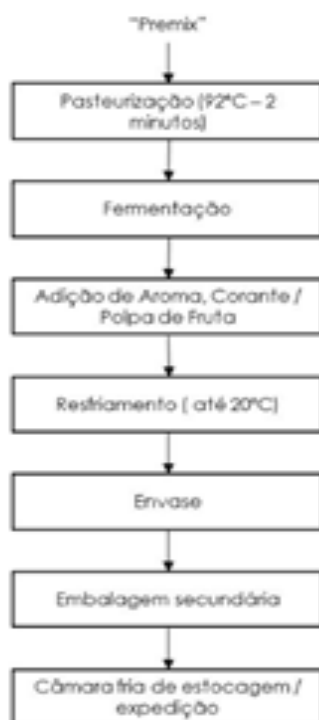 "Premix"
Pasteurização (92°C – 2
minutos)
Fermentação
Adição de Aroma, Corante /
Polpa de Fruta
Resfriamento ( até 20°C)
Envase
Embalagem secundária
Câmara fria de estocagem /
expedição